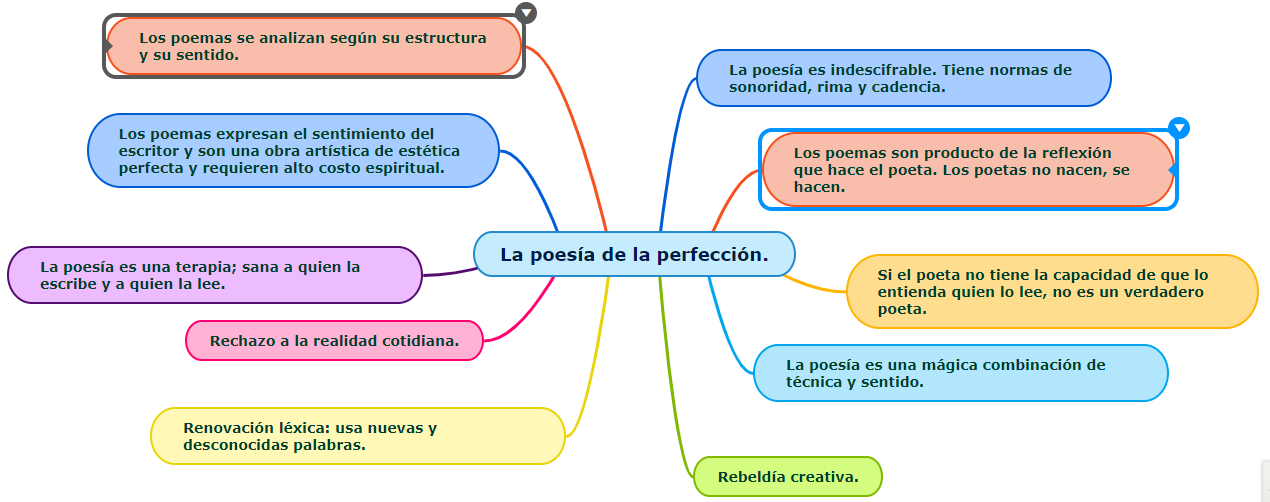 Los poemas se analizan según su estructura
y su sentido.
Los poemas expresan el sentimiento del
escritor y son una obra artística de estética
perfecta y requieren alto costo espiritual.
La poesía es una terapia; sana a quien la
escribe y a quien la lee.
Rechazo a la realidad cotidiana.
Renovación léxica: usa nuevas y
desconocidas palabras.
La poesía de la perfección.
La poesía es indescifrable. Tiene normas de
sonoridad, rima y cadencia.
Los poemas son producto de la reflexión
que hace el poeta. Los poetas no nacen, se
hacen.
Si el poeta no tiene la capacidad de que lo
entienda quien lo lee, no es un verdadero
poeta.
La poesía es una mágica combinación de
técnica y sentido.
Rebeldía creativa.